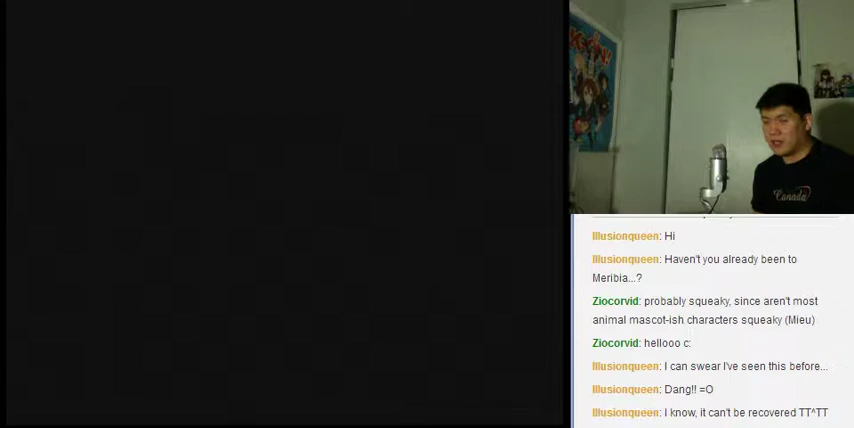 Canada
Illusionqueen: Hi
Illusionqueen: Haven't you already been to
Meribia...?
Ziocorvid: probably squeaky, since aren't most
animal mascot-ish characters squeaky (Mieu)
Ziocorvid: hellooo c:
Illusionqueen: I can swear I've seen this before...
Illusionqueen: Dang!! =O
Illusionqueen: I know, it can't be recovered TT^TT